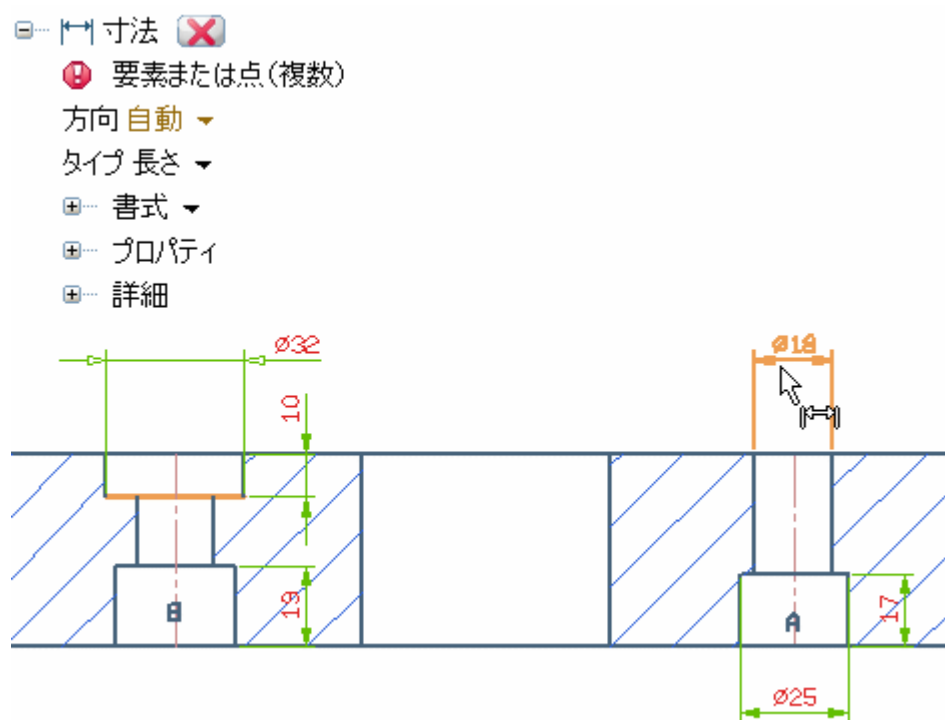 寸法
要素または点(複数)
方向 自動
タイプ 長さ
書式
プロパティ
詳細
Ø32
Ø18
10
19
B
A
17
Ø25